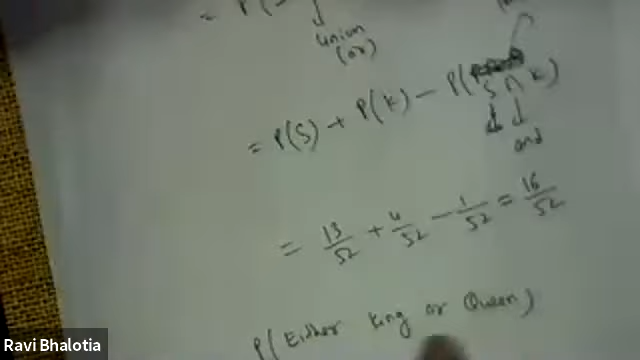 = P(
union
(or)
= P(S) + P(K) - P(S ∩ K)
and
= 13/52 + 4/52 - 1/52 = 16/52
P(Either king or Queen)
Ravi Bhalotia